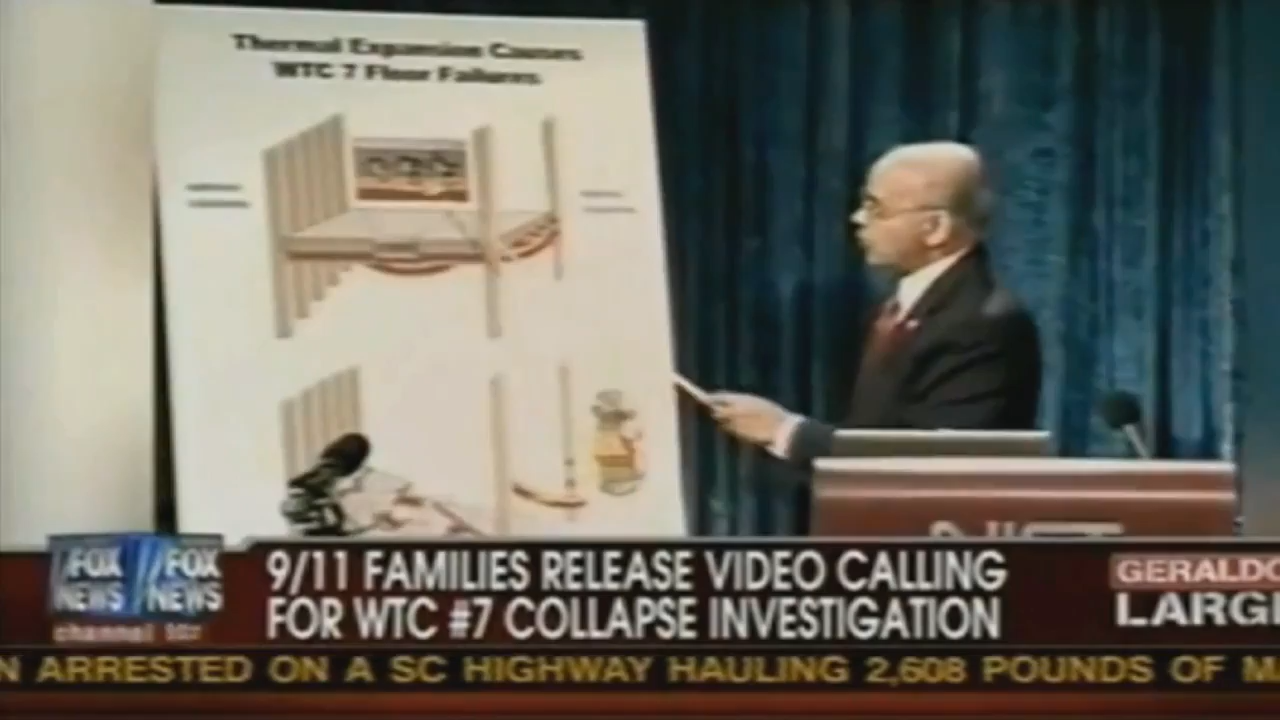 Thermal Expansion Causes
WTC 7 Floor Failures
FOX NEWS
FOX NEWS
channel
9/11 FAMILIES RELEASE VIDEO CALLING
FOR WTC #7 COLLAPSE INVESTIGATION
GERALDO
LARG
N ARRESTED ON A SC HIGHWAY HAULING 2,608 POUNDS OF M